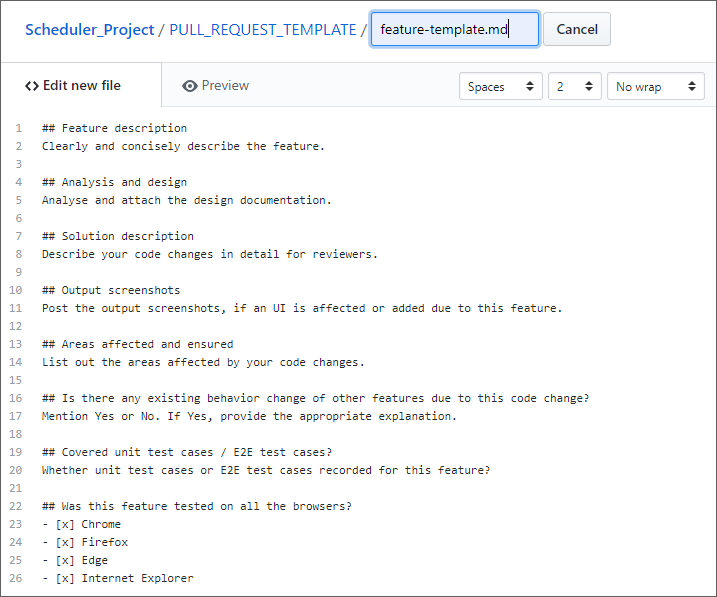 Scheduler_Project / PULL_REQUEST_TEMPLATE / feature-template.md Cancel
<> Edit new file Preview Spaces 2 No wrap
1 ## Feature description
2 Clearly and concisely describe the feature.
3
4 ## Analysis and design
5 Analyse and attach the design documentation.
6
7 ## Solution description
8 Describe your code changes in detail for reviewers.
9
10 ## Output screenshots
11 Post the output screenshots, if an UI is affected or added due to this feature.
12
13 ## Areas affected and ensured
14 List out the areas affected by your code changes.
15
16 ## Is there any existing behavior change of other features due to this code change?
17 Mention Yes or No. If Yes, provide the appropriate explanation.
18
19 ## Covered unit test cases / E2E test cases?
20 Whether unit test cases or E2E test cases recorded for this feature?
21
22 ## Was this feature tested on all the browsers?
23 - [x] Chrome
24 - [x] Firefox
25 - [x] Edge
26 - [x] Internet Explorer